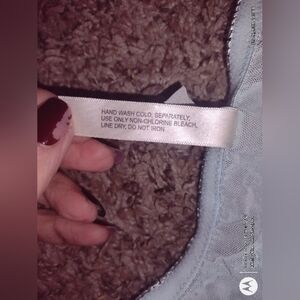 HAND WASH COLD, SEPARATELY,
USE ONLY NON-CHLORINE BLEACH,
LINE DRY, DO NOT IRON